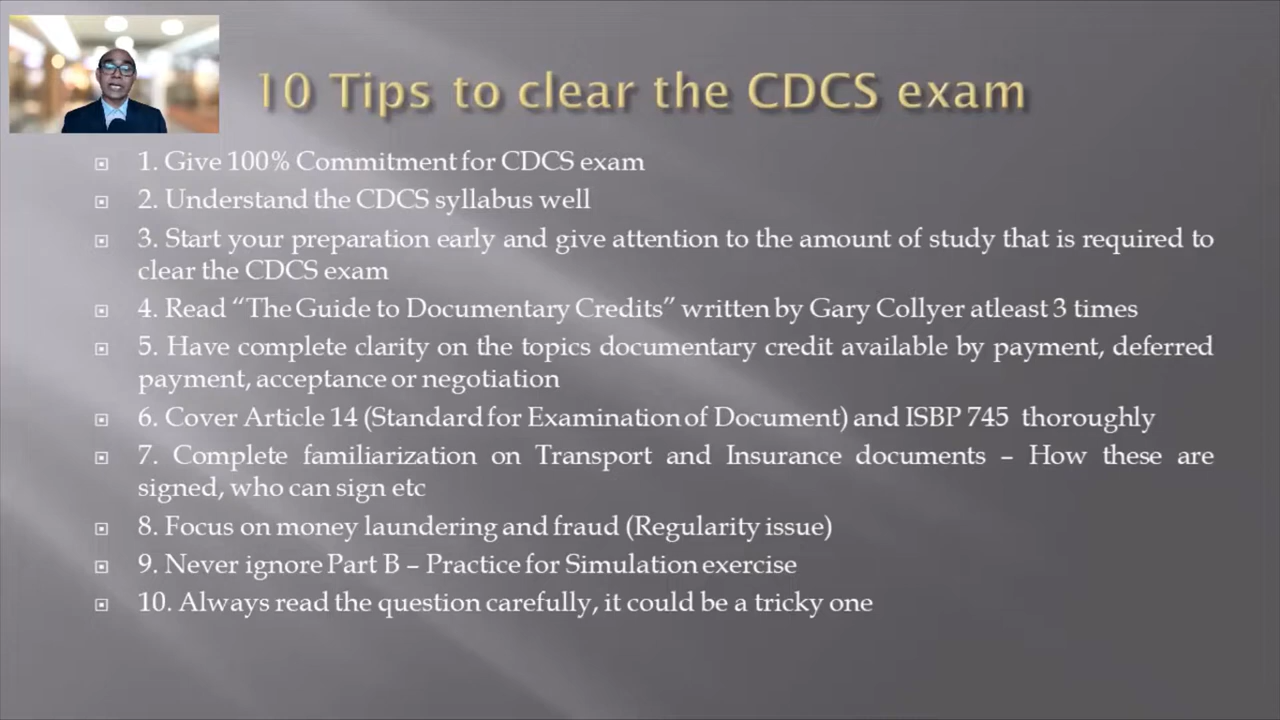 10 Tips to clear the CDCS exam
1. Give 100% Commitment for CDCS exam
2. Understand the CDCS syllabus well
3. Start your preparation early and give attention to the amount of study that is required to
clear the CDCS exam
4. Read “The Guide to Documentary Credits” written by Gary Collyer atleast 3 times
5. Have complete clarity on the topics documentary credit available by payment, deferred
payment, acceptance or negotiation
6. Cover Article 14 (Standard for Examination of Document) and ISBP 745 thoroughly
7. Complete familiarization on Transport and Insurance documents – How these are
signed, who can sign etc
8. Focus on money laundering and fraud (Regularity issue)
9. Never ignore Part B – Practice for Simulation exercise
10. Always read the question carefully, it could be a tricky one